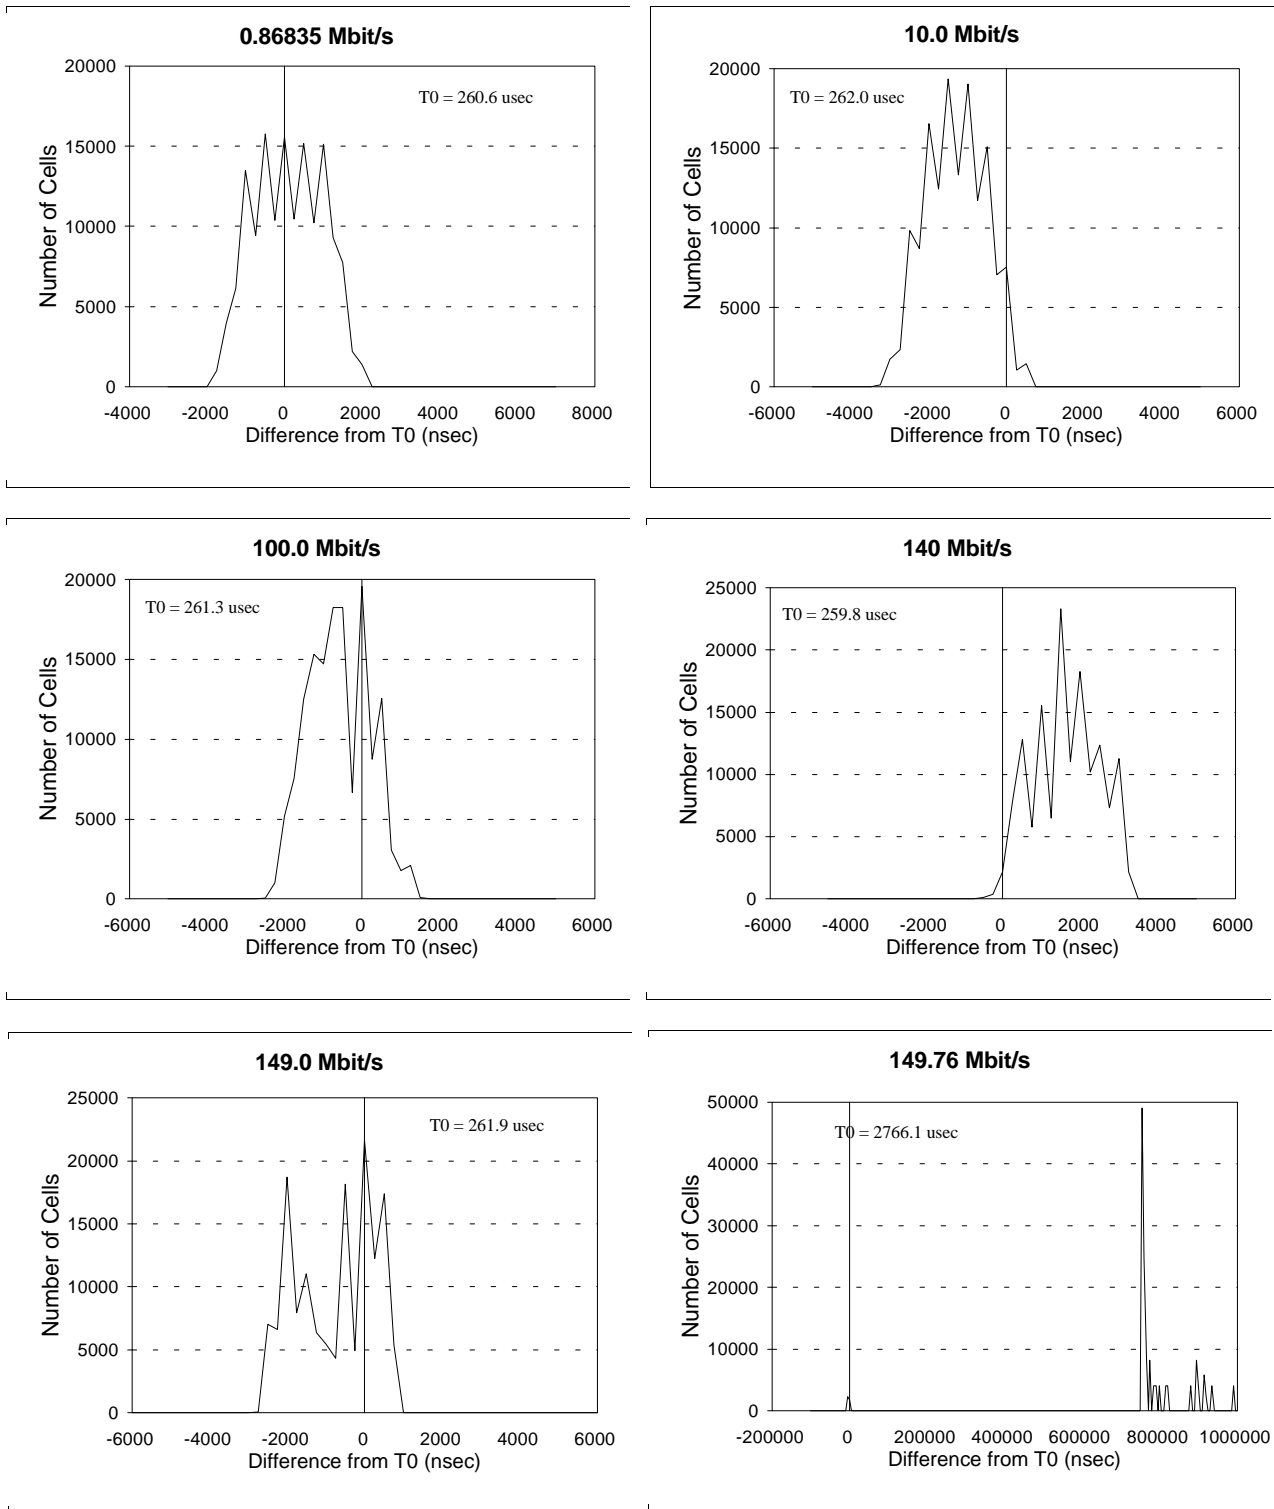 0.86835 Mbit/s
20000
15000
10000
5000
0
Number of Cells
T0 = 260.6 usec
-4000 -2000 0 2000 4000 6000 8000
Difference from T0 (nsec)
10.0 Mbit/s
20000
15000
10000
5000
0
Number of Cells
T0 = 262.0 usec
-6000 -4000 -2000 0 2000 4000 6000
Difference from T0 (nsec)
100.0 Mbit/s
20000
15000
10000
5000
0
Number of Cells
T0 = 261.3 usec
-6000 -4000 -2000 0 2000 4000 6000
Difference from T0 (nsec)
140 Mbit/s
25000
20000
15000
10000
5000
0
Number of Cells
T0 = 259.8 usec
-6000 -4000 -2000 0 2000 4000 6000
Difference from T0 (nsec)
149.0 Mbit/s
25000
20000
15000
10000
5000
0
Number of Cells
T0 = 261.9 usec
-6000 -4000 -2000 0 2000 4000 6000
Difference from T0 (nsec)
149.76 Mbit/s
50000
40000
30000
20000
10000
0
Number of Cells
T0 = 2766.1 usec
-200000 0 200000 400000 600000 800000 1000000
Difference from T0 (nsec)